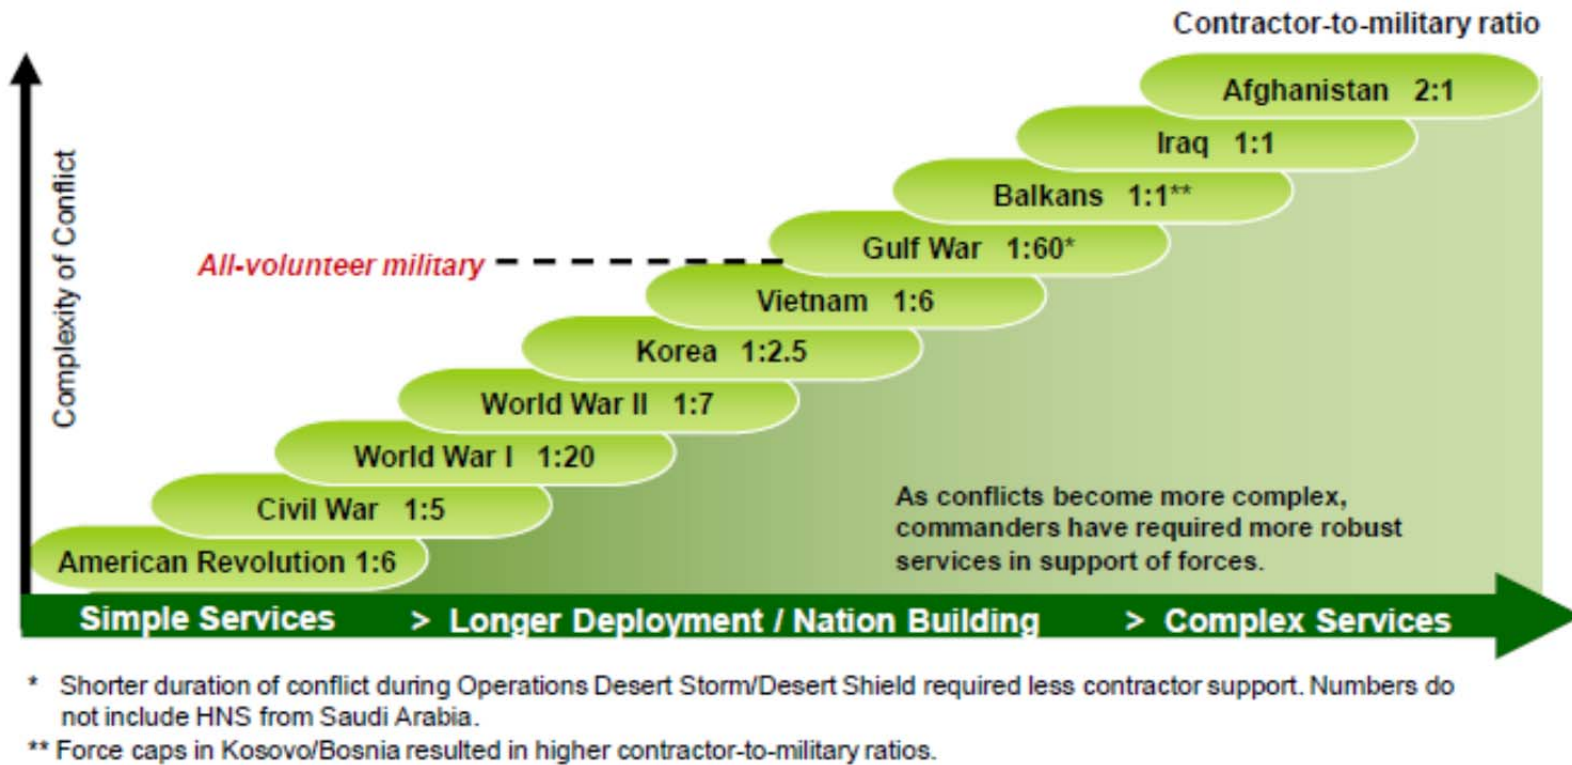 Contractor-to-military ratio
Afghanistan 2:1
Iraq 1:1
Balkans 1:1**
Gulf War 1:60*
All-volunteer military
Vietnam 1:6
Korea 1:2.5
World War II 1:7
World War I 1:20
Civil War 1:5
American Revolution 1:6
Complexity of Conflict
As conflicts become more complex,
commanders have required more robust
services in support of forces.
Simple Services > Longer Deployment / Nation Building > Complex Services
* Shorter duration of conflict during Operations Desert Storm/Desert Shield required less contractor support. Numbers do
not include HNS from Saudi Arabia.
** Force caps in Kosovo/Bosnia resulted in higher contractor-to-military ratios.